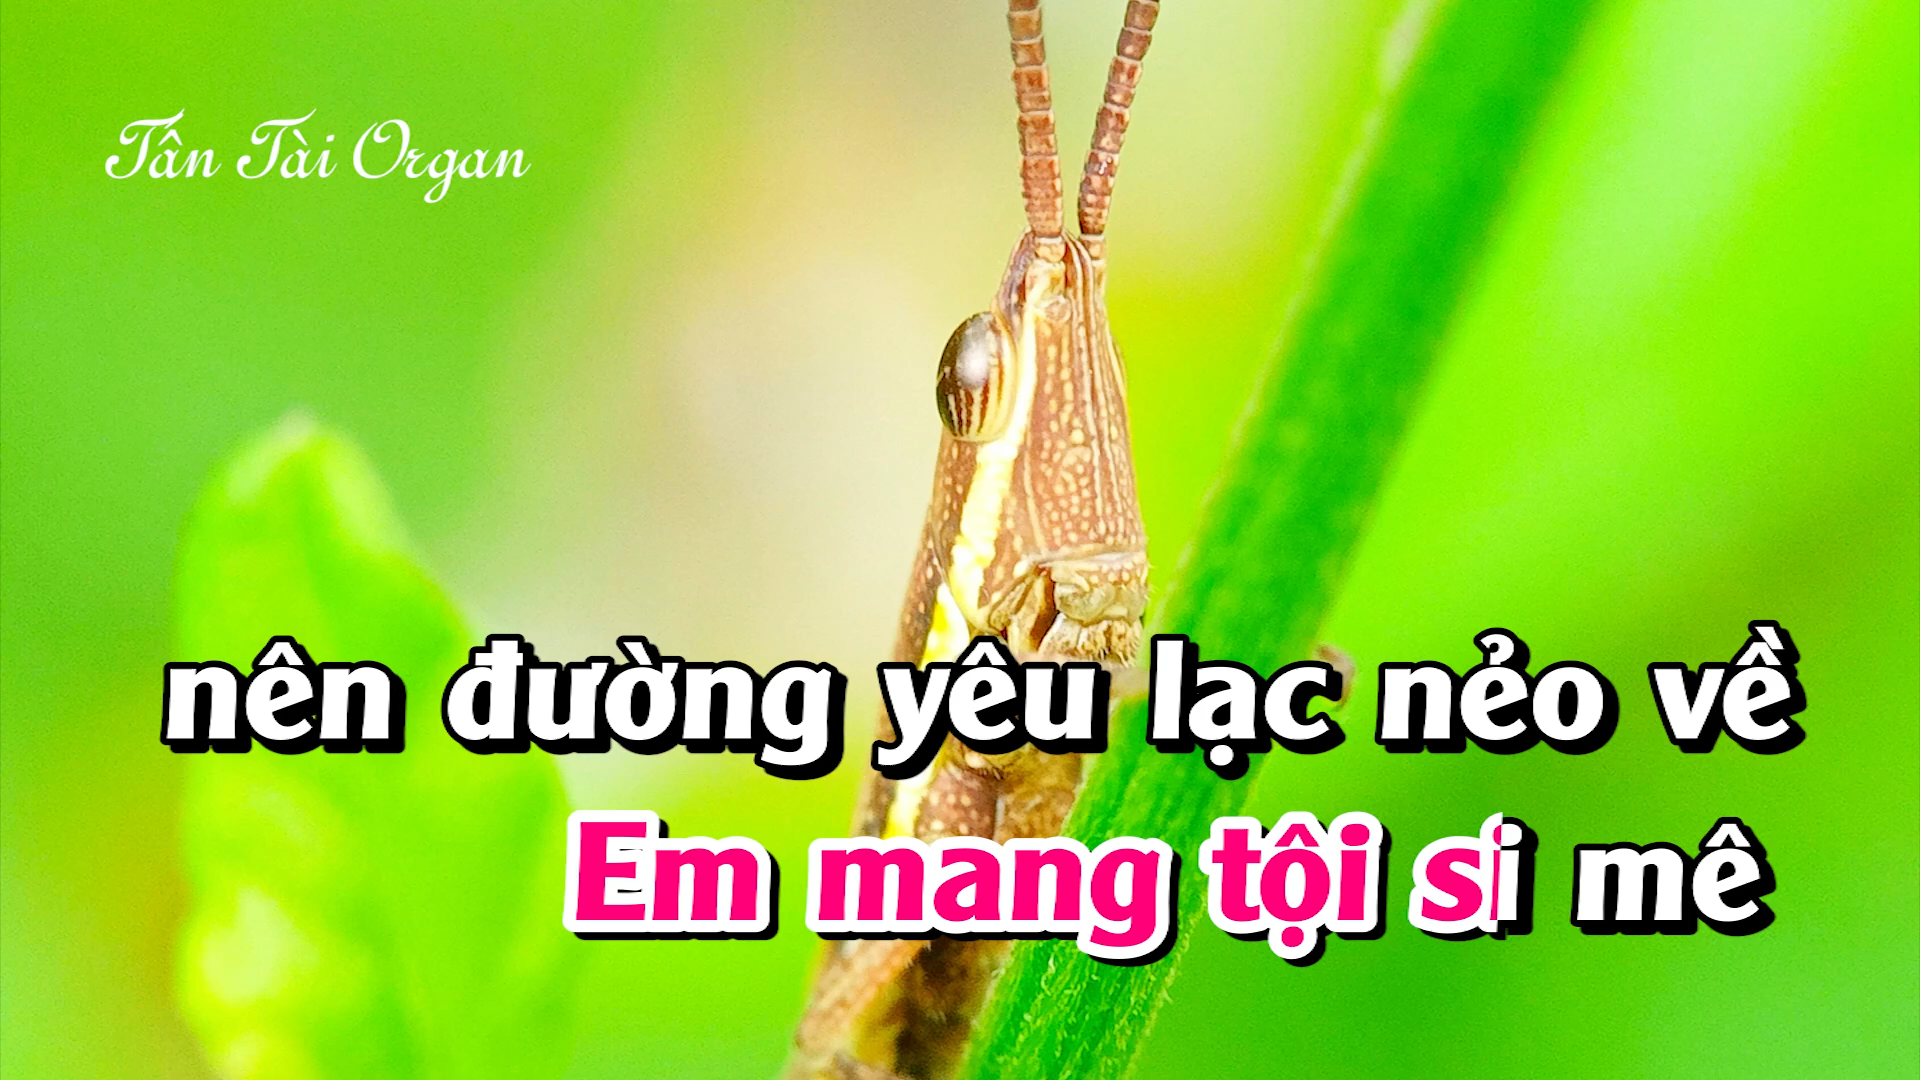 Tấn Tài Organ
nên đường yêu lạc nẻo về
Em mang tội si mê